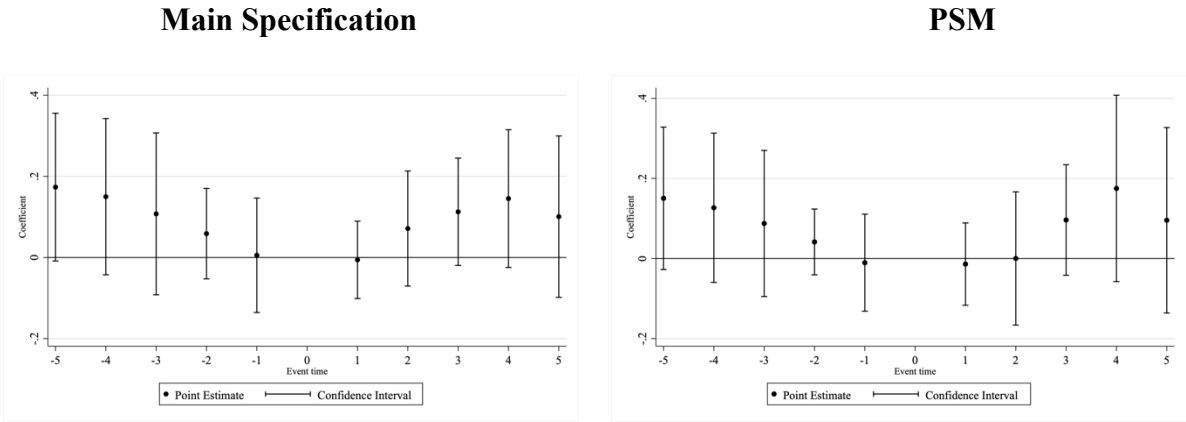 Main Specification
PSM
.4
.2
0
-.2
Coefficient
-5 -4 -3 -2 -1 0 1 2 3 4 5
Event time
Point Estimate Confidence Interval
.4
.2
0
-.2
Coefficient
-5 -4 -3 -2 -1 0 1 2 3 4 5
Event time
Point Estimate Confidence Interval